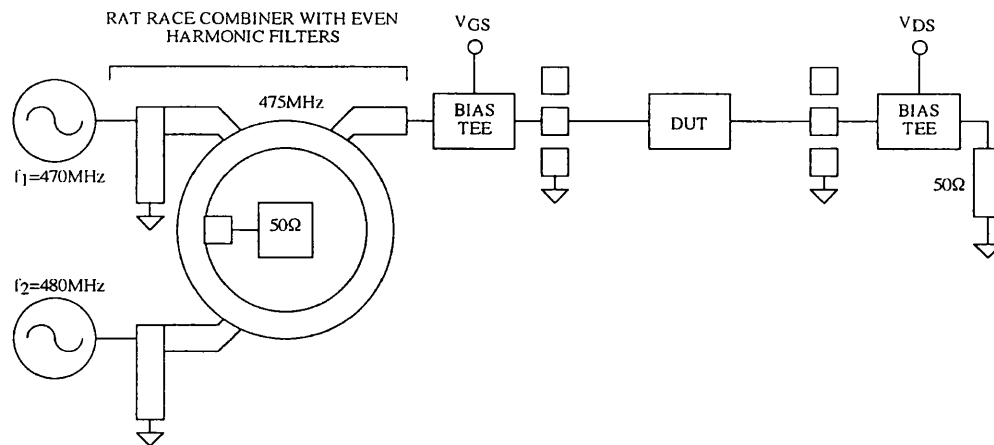 RAT RACE COMBINER WITH EVEN
HARMONIC FILTERS
VGS
VDS
475MHz
BIAS
TEE
DUT
BIAS
TEE
f1=470MHz
50Ω
50Ω
f2=480MHz